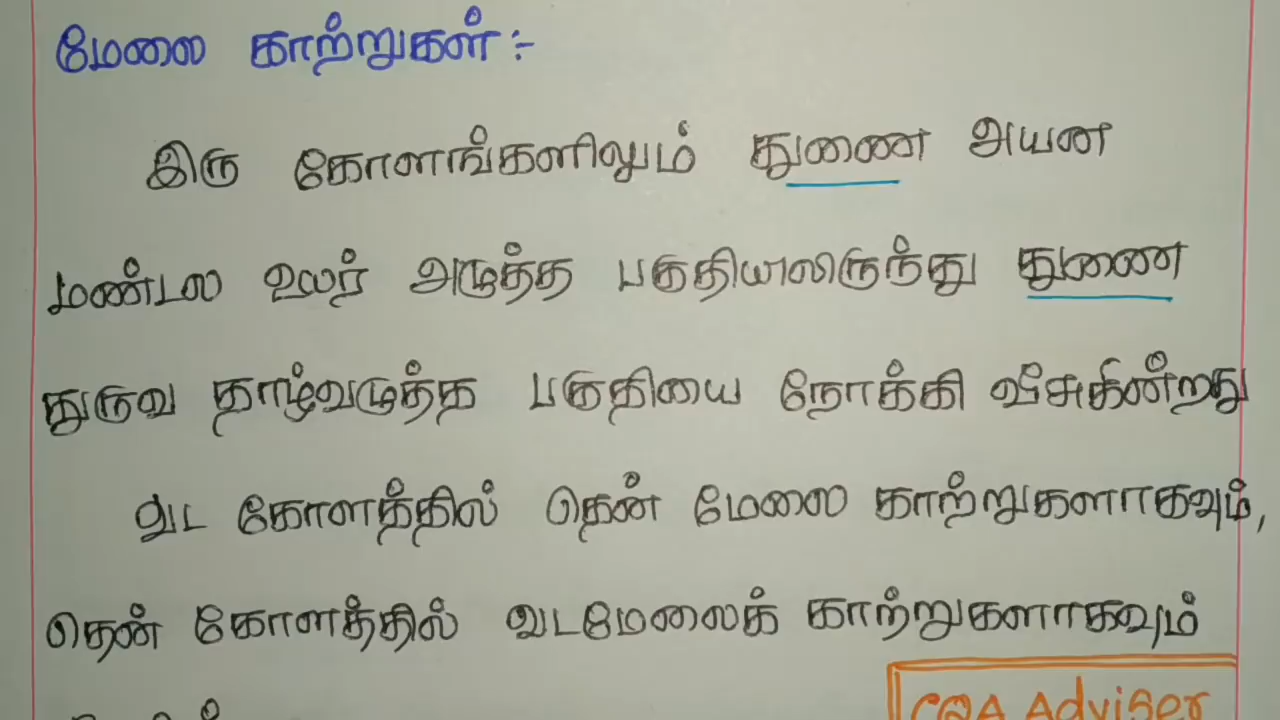 மேலை காற்றுகள் :-
இரு கோளங்களிலும் துணை அயன
மண்டல உயர் அழுத்த பகுதியிலிருந்து துணை
துருவ தாழ்வழுத்த பகுதியை நோக்கி வீசுகின்றது
வட கோளத்தில் தென் மேலை காற்றுகளாகவும்,
தென் கோளத்தில் வடமேலைக் காற்றுகளாகவும்
CQA Adviser